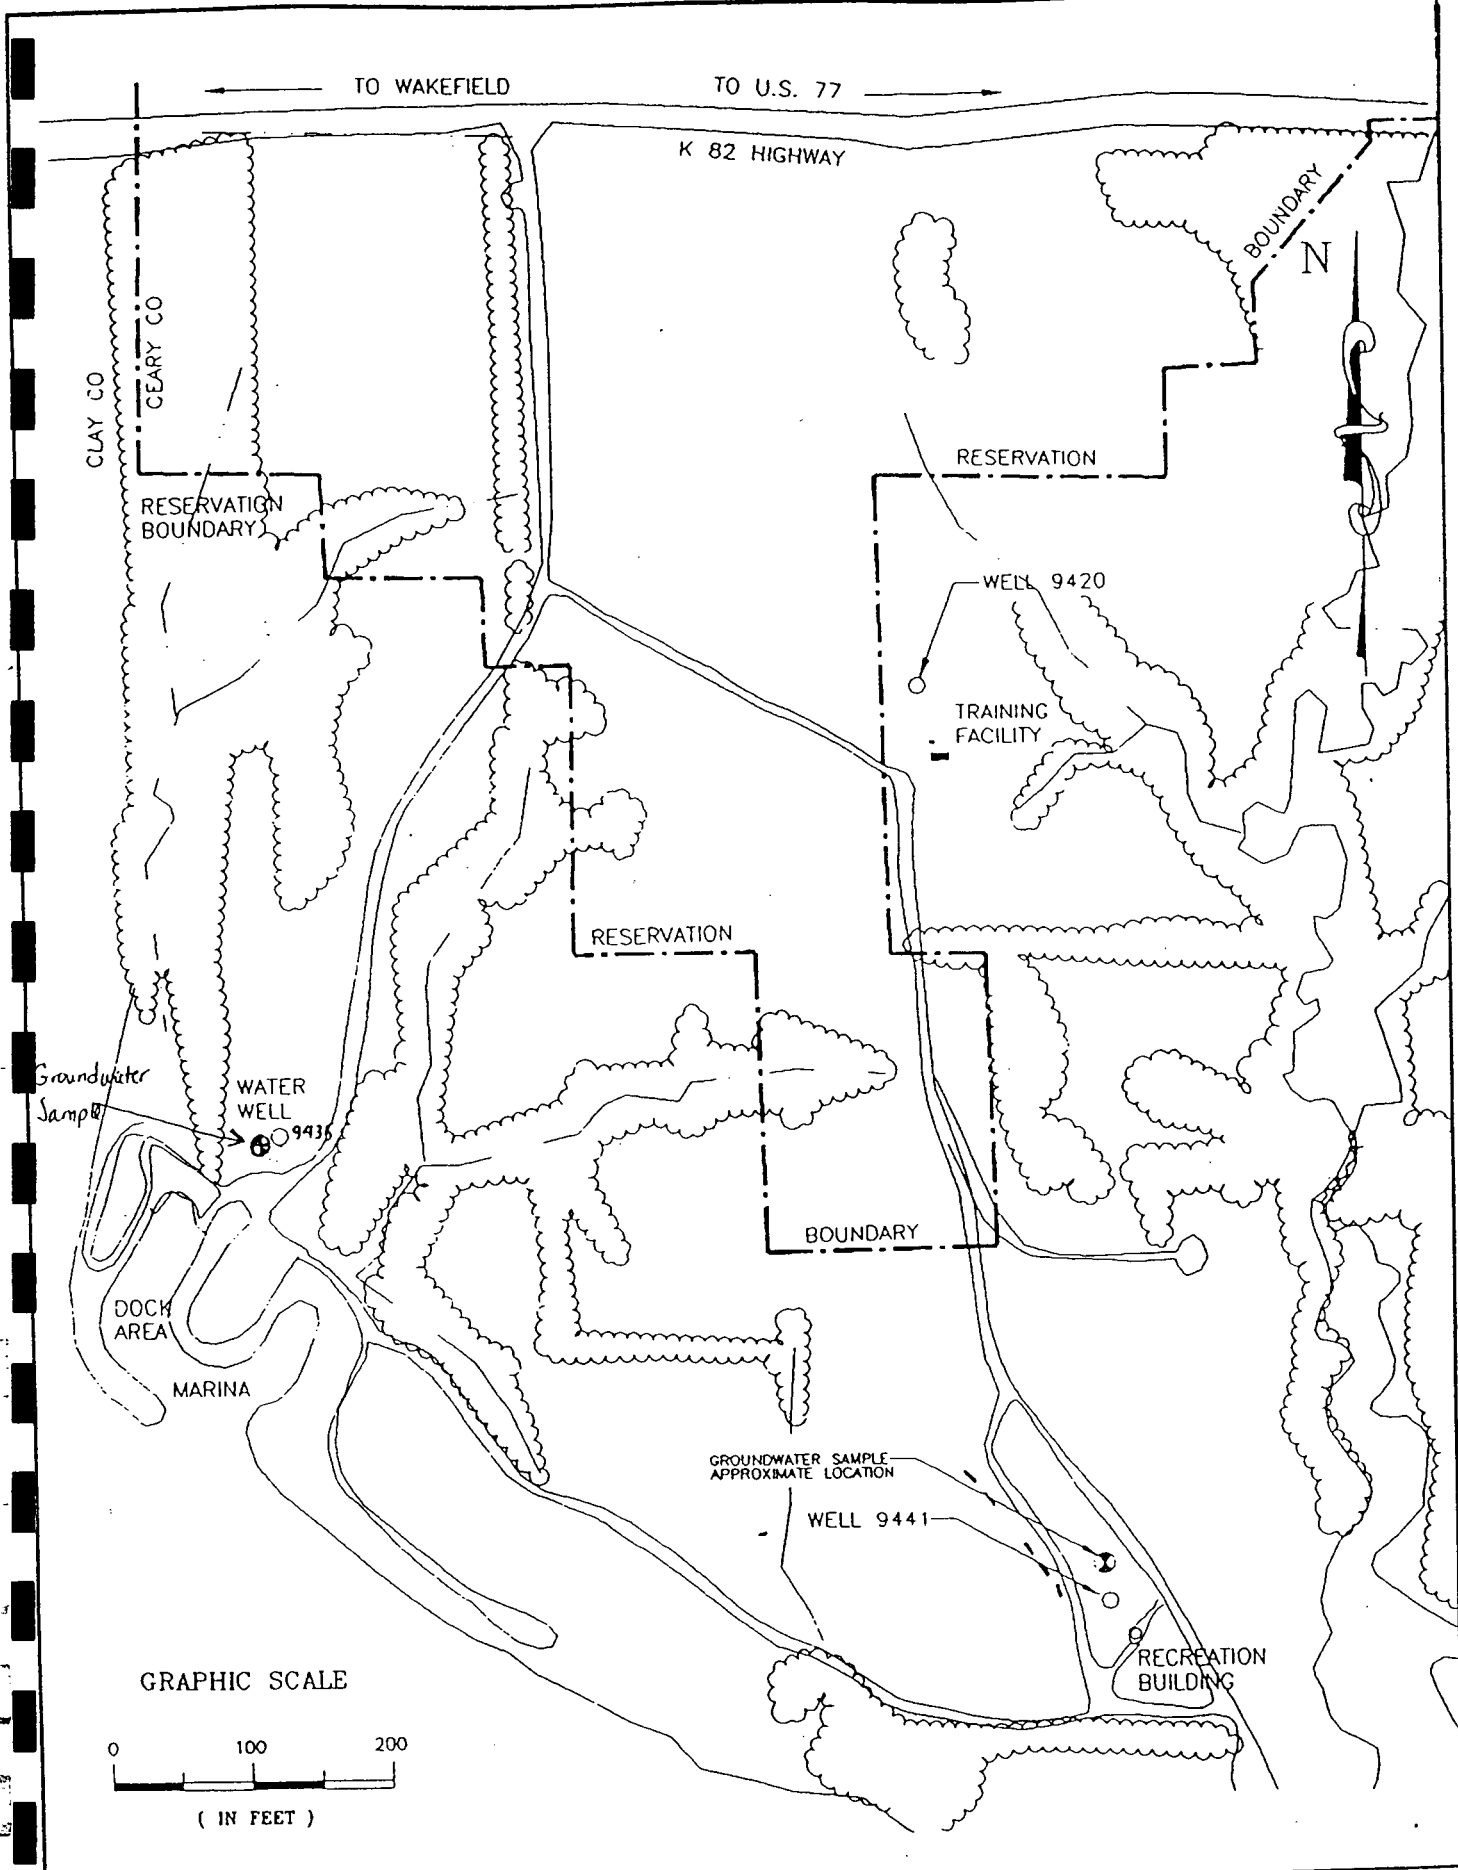 TO WAKEFIELD
TO U.S. 77
K 82 HIGHWAY
BOUNDARY
N
CLAY CO
GEARY CO
RESERVATION
RESERVATION
BOUNDARY
WELL 9420
TRAINING
FACILITY
RESERVATION
Groundwater
Sample
WATER
WELL
9436
BOUNDARY
DOCK
AREA
MARINA
GROUNDWATER SAMPLE
APPROXIMATE LOCATION
WELL 9441
RECREATION
BUILDING
GRAPHIC SCALE
0 100 200
( IN FEET )